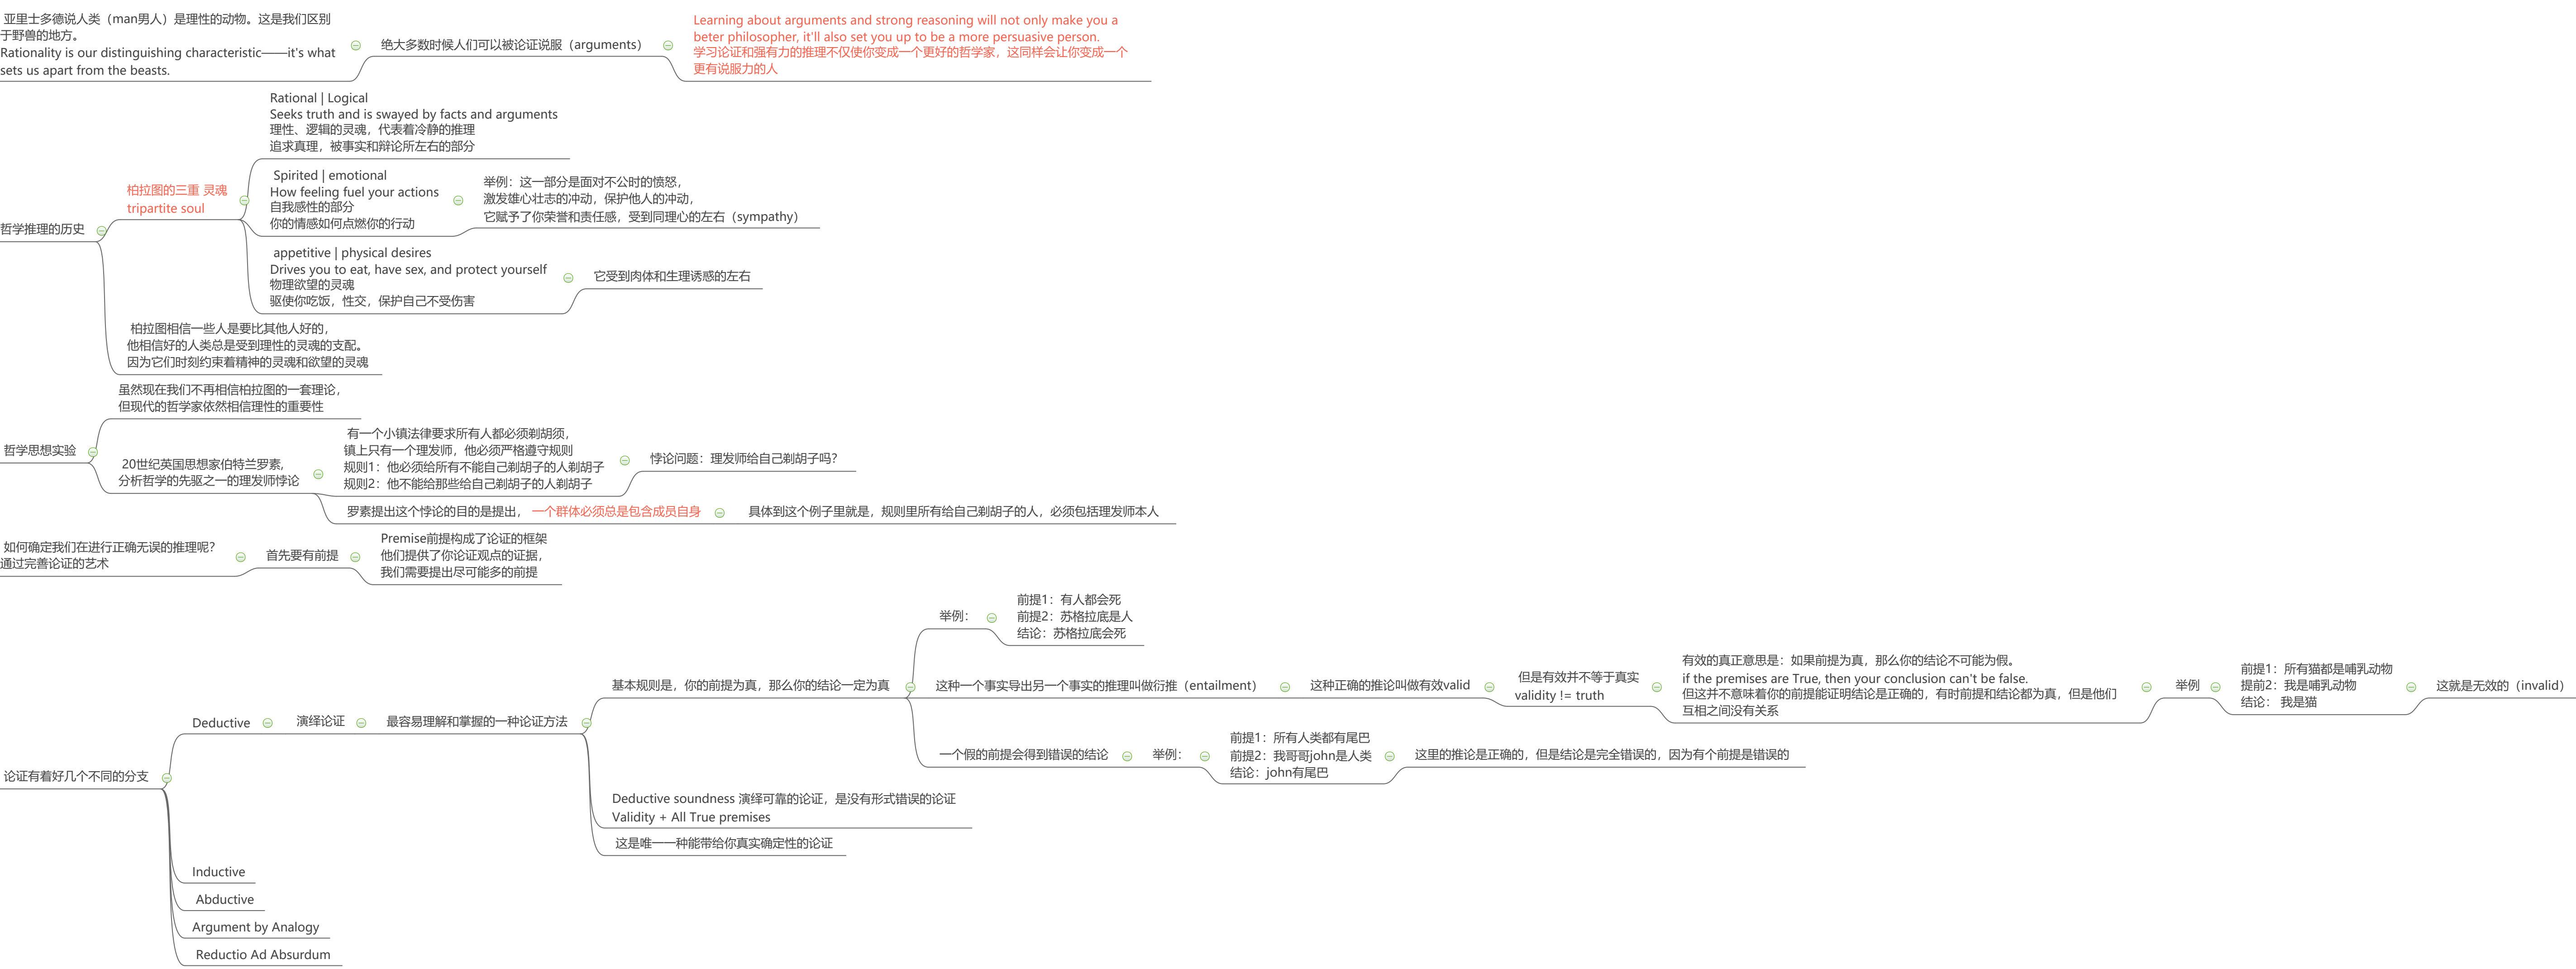 亚里士多德说人类（man男人）是理性的动物。这是我们区别
于野兽的地方。
Rationality is our distinguishing characteristic——it's what
sets us apart from the beasts.
绝大多数时候人们可以被论证说服（arguments）
Learning about arguments and strong reasoning will not only make you a
beter philosopher, it'll also set you up to be a more persuasive person.
学习论证和强有力的推理不仅使你变成一个更好的哲学家，这同样会让你变成一个
更有说服力的人
哲学推理的历史
柏拉图的三重 灵魂
tripartite soul
Rational | Logical
Seeks truth and is swayed by facts and arguments
理性、逻辑的灵魂，代表着冷静的推理
追求真理，被事实和辩论所左右的部分
Spirited | emotional
How feeling fuel your actions
自我感性的部分
你的情感如何点燃你的行动
举例：这一部分是面对不公时的愤怒，
激发雄心壮志的冲动，保护他人的冲动，
它赋予了你荣誉和责任感，受到同理心的左右（sympathy）
appetitive | physical desires
Drives you to eat, have sex, and protect yourself
物理欲望的灵魂
驱使你吃饭，性交，保护自己不受伤害
它受到肉体和生理诱惑的左右
柏拉图相信一些人是要比其他人好的，
他相信好的人类总是受到理性的灵魂的支配。
因为它们时刻约束着精神的灵魂和欲望的灵魂
哲学思想实验
虽然现在我们不再相信柏拉图的一套理论，
但现代的哲学家依然相信理性的重要性
20世纪英国思想家伯特兰罗素,
分析哲学的先驱之一的理发师悖论
有一个小镇法律要求所有人都必须剃胡须，
镇上只有一个理发师，他必须严格遵守规则
规则1：他必须给所有不能自己剃胡子的人剃胡子
规则2：他不能给那些给自己剃胡子的人剃胡子
悖论问题：理发师给自己剃胡子吗？
罗素提出这个悖论的目的是提出， 一个群体必须总是包含成员自身
具体到这个例子里就是，规则里所有给自己剃胡子的人，必须包括理发师本人
如何确定我们在进行正确无误的推理呢？
通过完善论证的艺术
首先要有前提
Premise前提构成了论证的框架
他们提供了你论证观点的证据，
我们需要提出尽可能多的前提
论证有着好几个不同的分支
Deductive
演绎论证
最容易理解和掌握的一种论证方法
基本规则是，你的前提为真，那么你的结论一定为真
举例：
前提1：有人都会死
前提2：苏格拉底是人
结论：苏格拉底会死
这种一个事实导出另一个事实的推理叫做衍推（entailment）
这种正确的推论叫做有效valid
但是有效并不等于真实
validity != truth
有效的真正意思是：如果前提为真，那么你的结论不可能为假。
if the premises are True, then your conclusion can't be false.
但这并不意味着你的前提能证明结论是正确的，有时前提和结论都为真，但是他们
互相之间没有关系
举例
前提1：所有猫都是哺乳动物
提前2：我是哺乳动物
结论： 我是猫
这就是无效的（invalid）
一个假的前提会得到错误的结论
举例：
前提1：所有人类都有尾巴
前提2：我哥哥john是人类
结论：john有尾巴
这里的推论是正确的，但是结论是完全错误的，因为有个前提是错误的
Deductive soundness 演绎可靠的论证，是没有形式错误的论证
Validity + All True premises
这是唯一一种能带给你真实确定性的论证
Inductive
Abductive
Argument by Analogy
Reductio Ad Absurdum